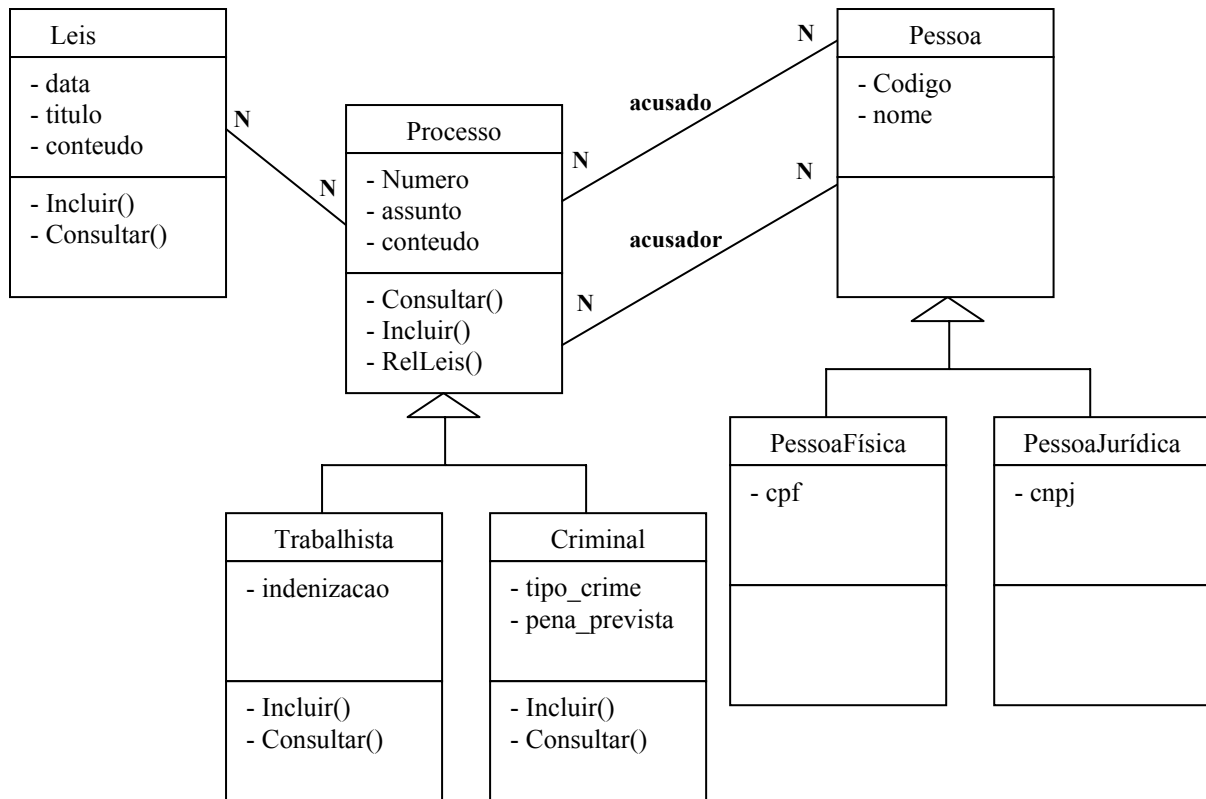 Leis
- data
- titulo
- conteudo
- Incluir()
- Consultar()
N
N
Processo
- Numero
- assunto
- conteudo
- Consultar()
- Incluir()
- RelLeis()
N
acusado
N
N
acusador
N
Pessoa
- Codigo
- nome
PessoaFísica
- cpf
PessoaJurídica
- cnpj
Trabalhista
- indenizacao
- Incluir()
- Consultar()
Criminal
- tipo_crime
- pena_prevista
- Incluir()
- Consultar()